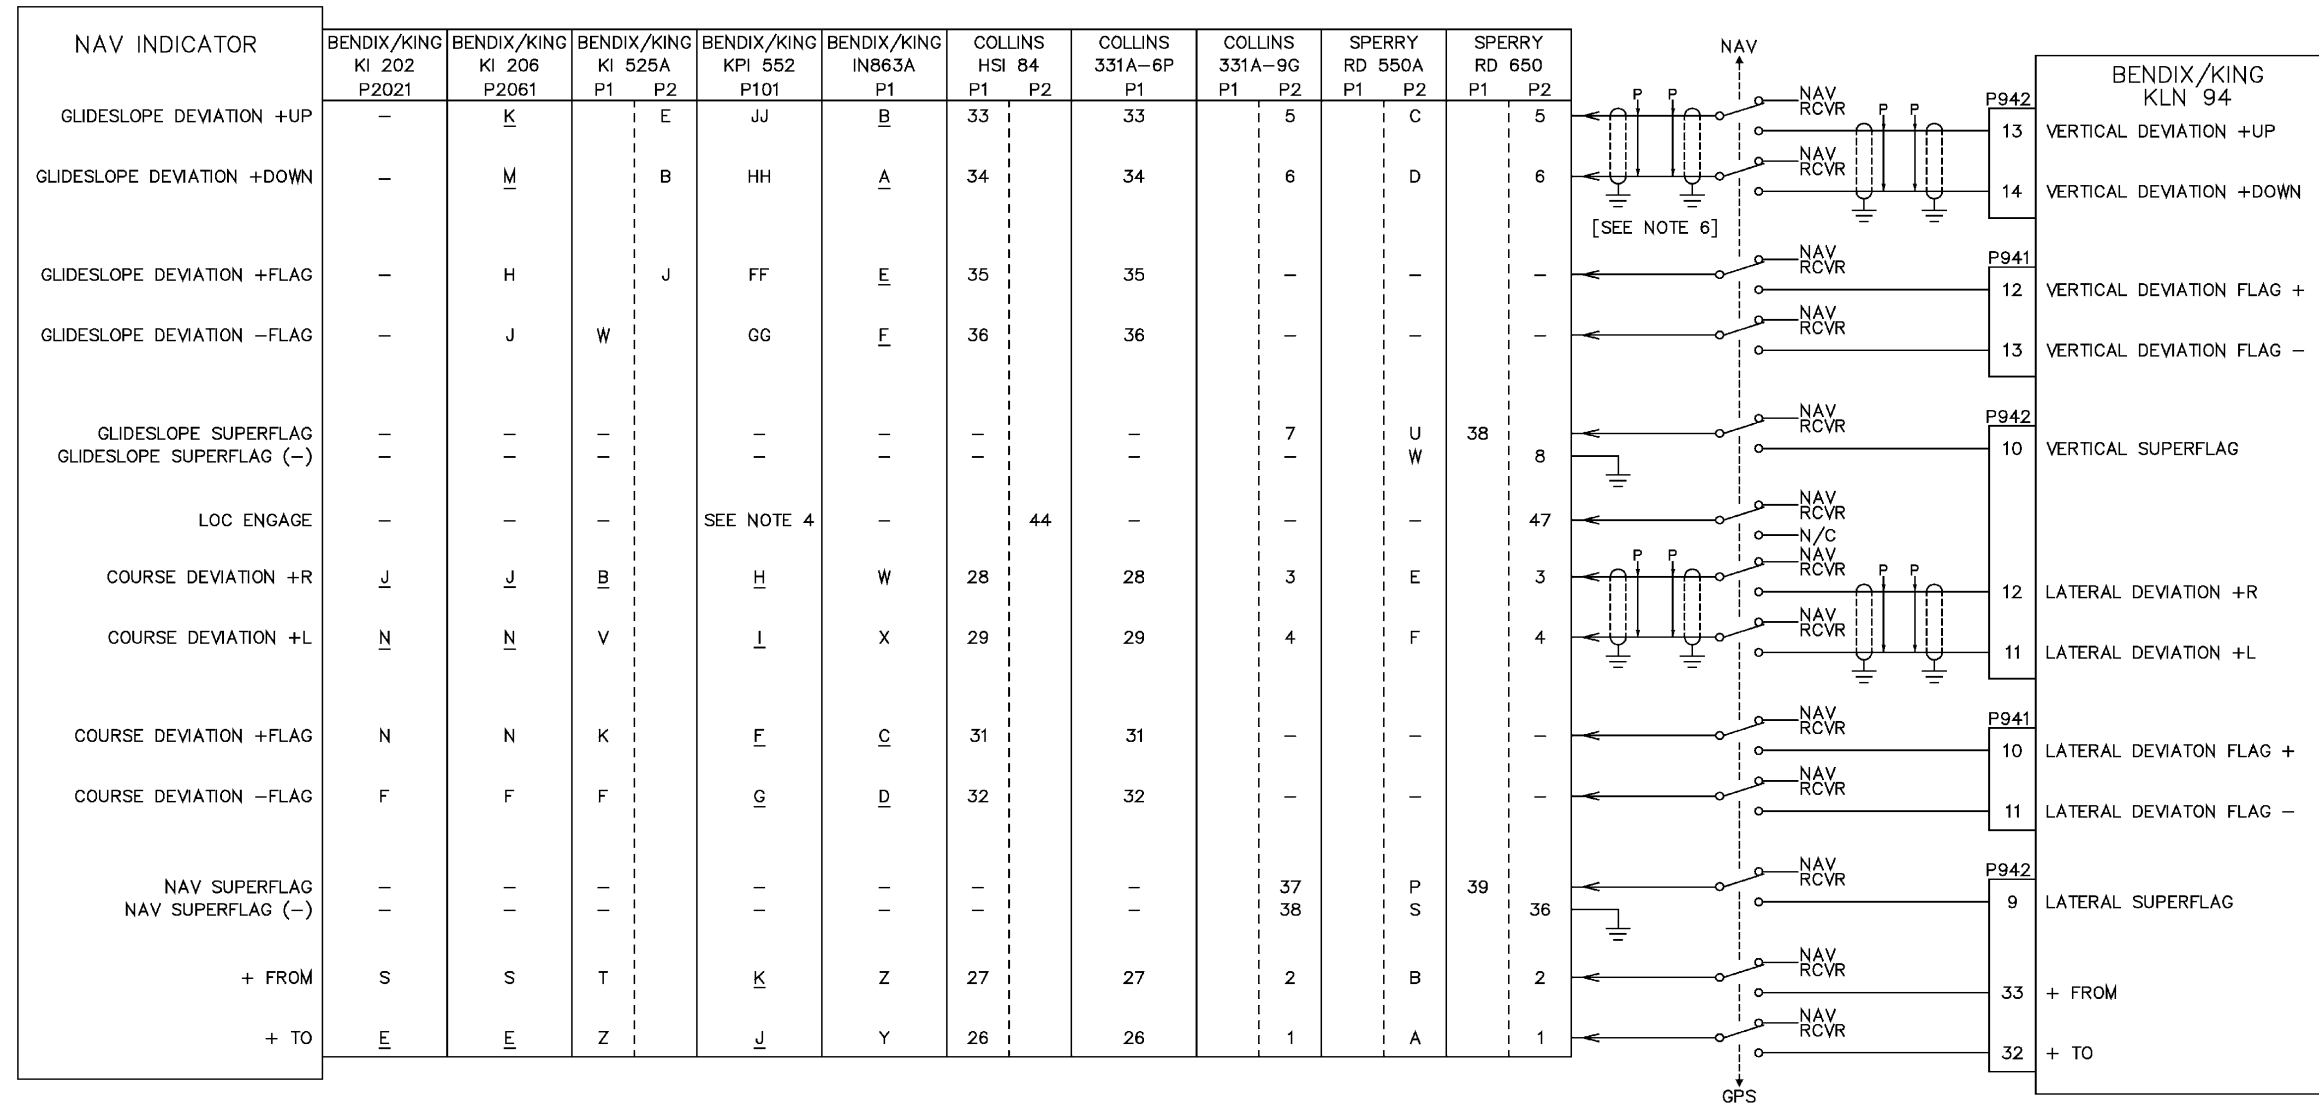 NAV INDICATOR
BENDIX/KING BENDIX/KING BENDIX/KING BENDIX/KING BENDIX/KING COLLINS COLLINS COLLINS SPERRY SPERRY
KI 202 KI 206 KI 525A KPI 552 IN863A HSI 84 331A-6P 331A-9G RD 550A RD 650
P2021 P2061 P1 P2 P101 P1 P1 P2 P1 P1 P2 P1 P2 P1 P2
NAV
BENDIX/KING
KLN 94
GLIDESLOPE DEVIATION +UP – K E JJ B 33 33 5 C 5
P P NAV
RCVR
P P P942
13 VERTICAL DEVIATION +UP
GLIDESLOPE DEVIATION +DOWN – M B HH A 34 34 6 D 6
NAV
RCVR
14 VERTICAL DEVIATION +DOWN
[SEE NOTE 6]
GLIDESLOPE DEVIATION +FLAG – H J FF E 35 35 – – –
NAV
RCVR
P941
12 VERTICAL DEVIATION FLAG +
GLIDESLOPE DEVIATION –FLAG – J W GG F 36 36 – – –
NAV
RCVR
13 VERTICAL DEVIATION FLAG –
GLIDESLOPE SUPERFLAG – – – – – – – 7 U 38
NAV
RCVR
P942
10 VERTICAL SUPERFLAG
GLIDESLOPE SUPERFLAG (–) – – – – – – – – W 8
LOC ENGAGE – – – SEE NOTE 4 – 44 – – – 47
NAV
RCVR
N/C
COURSE DEVIATION +R J J B H W 28 28 3 E 3
P P NAV
RCVR
P P
12 LATERAL DEVIATION +R
COURSE DEVIATION +L N N V I X 29 29 4 F 4
NAV
RCVR
11 LATERAL DEVIATION +L
COURSE DEVIATION +FLAG N N K F C 31 31 – – –
NAV
RCVR
P941
10 LATERAL DEVIATON FLAG +
COURSE DEVIATION –FLAG F F F G D 32 32 – – –
NAV
RCVR
11 LATERAL DEVIATON FLAG –
NAV SUPERFLAG – – – – – – – 37 P 39
NAV
RCVR
P942
9 LATERAL SUPERFLAG
NAV SUPERFLAG (–) – – – – – – – 38 S 36
+ FROM S S T K Z 27 27 2 B 2
NAV
RCVR
33 + FROM
+ TO E E Z J Y 26 26 1 A 1
NAV
RCVR
32 + TO
GPS